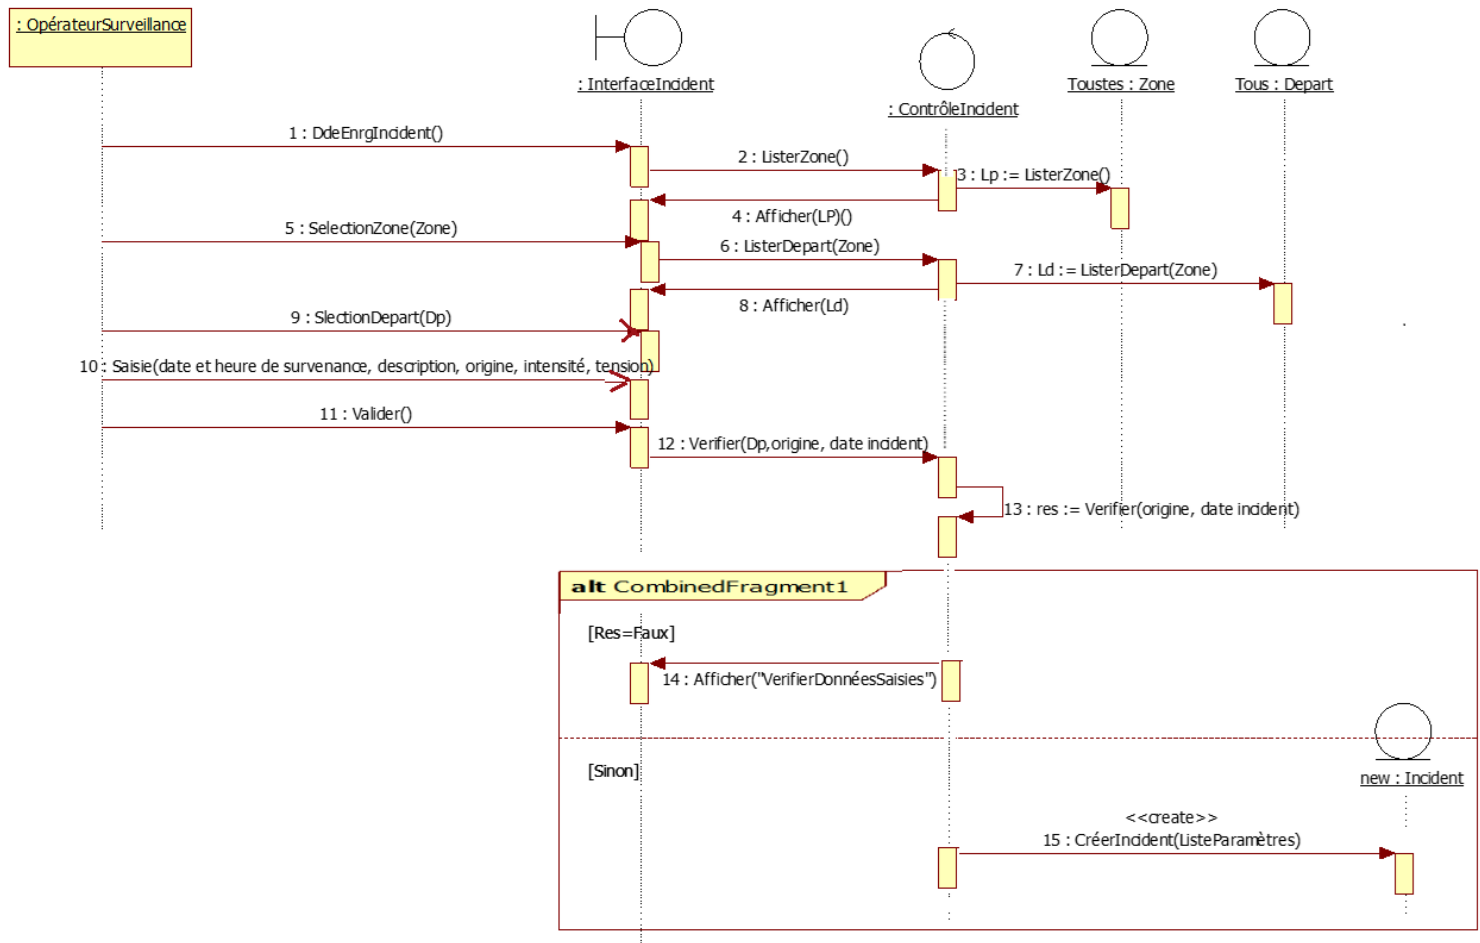 : OpérateurSurveillance
: InterfaceIncident
: ContrôleIncident
Toustes : Zone
Tous : Depart
1 : DdeEnrgIncident()
2 : ListerZone()
3 : Lp := ListerZone()
4 : Afficher(LP)()
5 : SelectionZone(Zone)
6 : ListerDepart(Zone)
7 : Ld := ListerDepart(Zone)
8 : Afficher(Ld)
9 : SlectionDepart(Dp)
10 : Saisie(date et heure de survenance, description, origine, intensité, tension)
11 : Valider()
12 : Verifier(Dp,origine, date incident)
13 : res := Verifier(origine, date incident)
alt CombinedFragment1
[Res=Faux]
14 : Afficher("VerifierDonnéesSaisies")
[Sinon]
new : Incident
<<create>>
15 : CréerIncident(ListeParamètres)